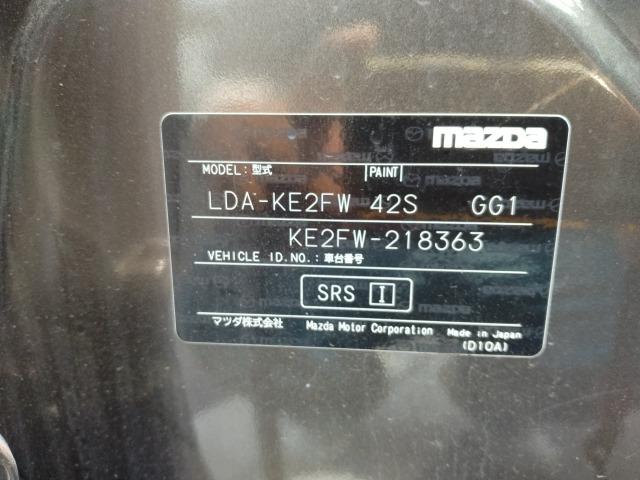 mazda
MODEL:型式 PAINT
LDA-KE2FW 42S GG1
KE2FW-218363
VEHICLE ID.NO.:車台番号
SRS I
マツダ株式会社 Mazda Motor Corporation Made in Japan
(D10A)